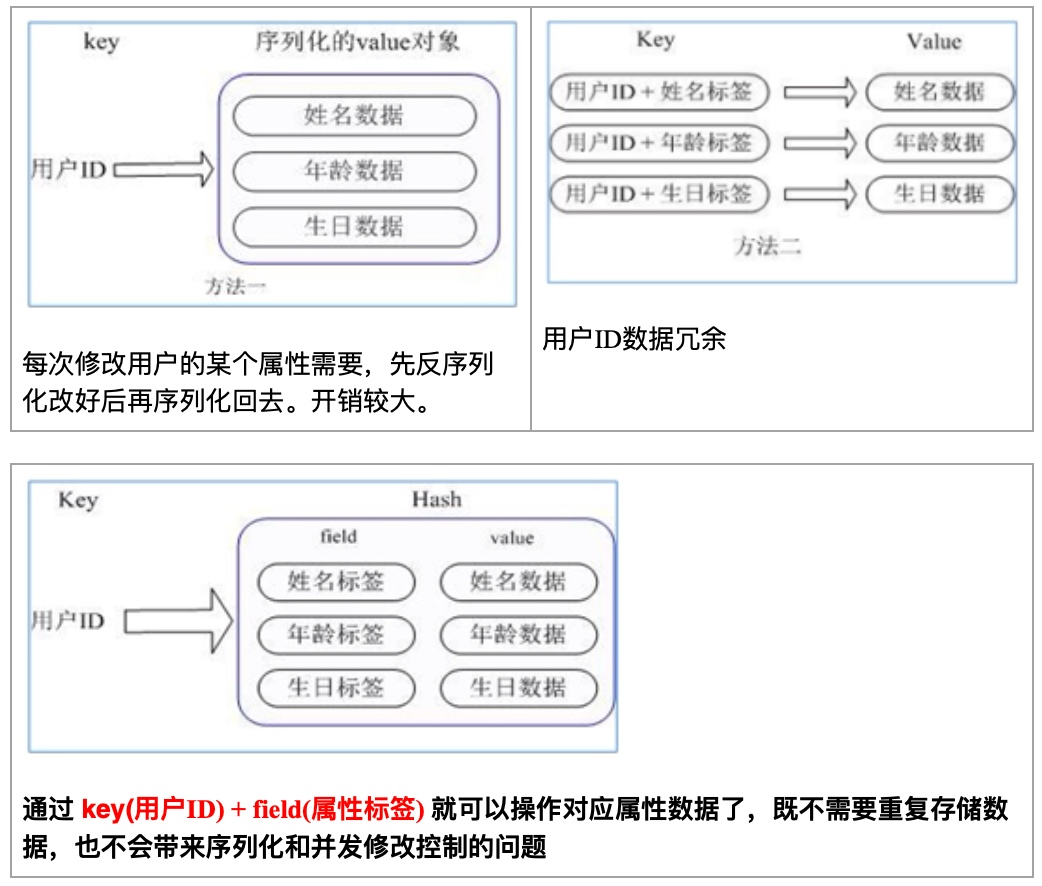 key 序列化的value对象
姓名数据
用户ID 年龄数据
生日数据
方法一
每次修改用户的某个属性需要，先反序列
化改好后再序列化回去。开销较大。
Key Value
用户ID + 姓名标签 姓名数据
用户ID + 年龄标签 年龄数据
用户ID + 生日标签 生日数据
方法二
用户ID数据冗余
Key Hash
field value
姓名标签 姓名数据
用户ID 年龄标签 年龄数据
生日标签 生日数据
通过 key(用户ID) + field(属性标签) 就可以操作对应属性数据了，既不需要重复存储数
据，也不会带来序列化和并发修改控制的问题